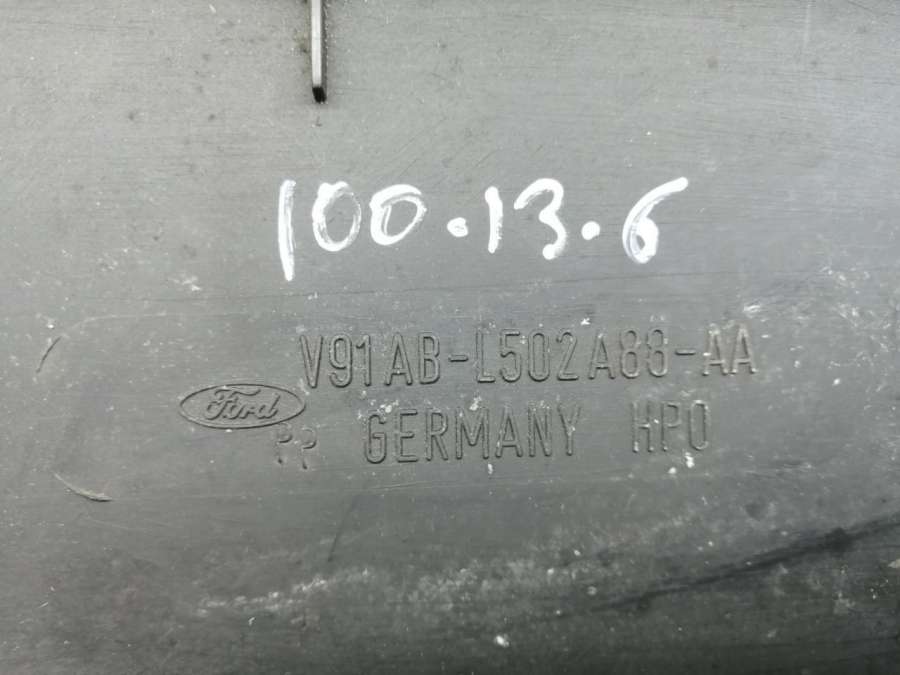 100.13.6
V91AB-L502A88-AA
Ford
PP GERMANY HPO